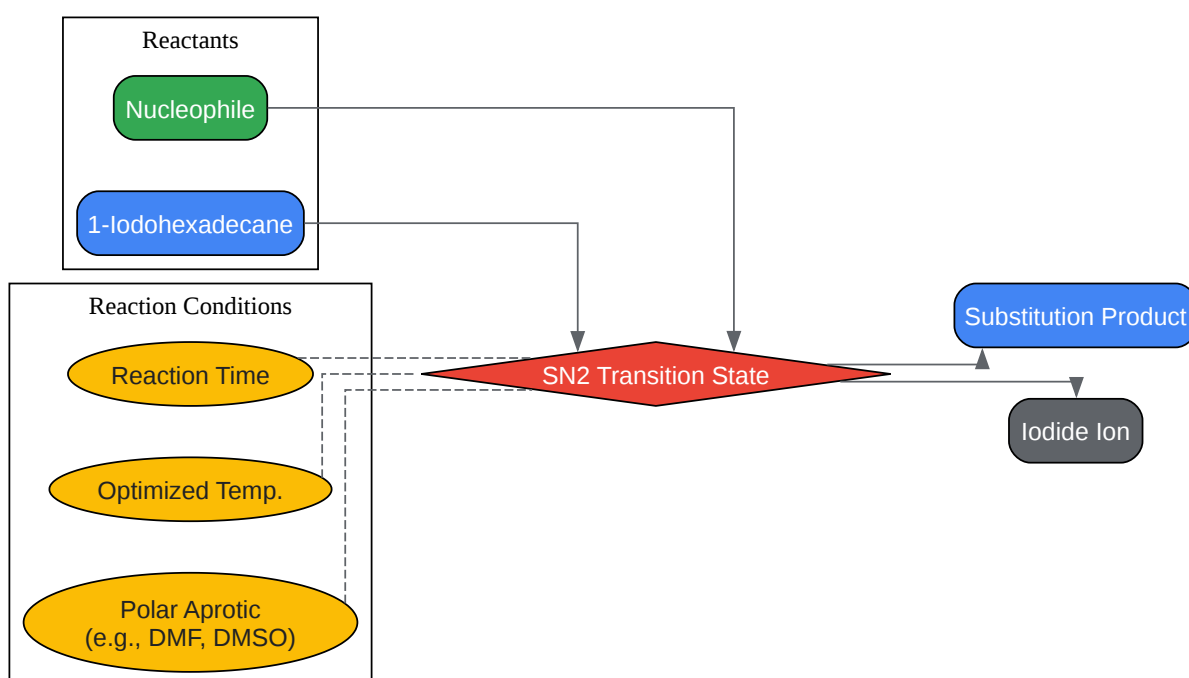 Reactants
Nucleophile
1-Iodohexadecane
Reaction Conditions
Reaction Time
Optimized Temp.
Polar Aprotic
(e.g., DMF, DMSO)
SN2 Transition State
Substitution Product
Iodide Ion